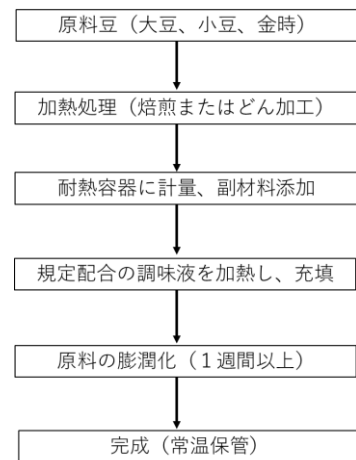 原料豆（大豆、小豆、金時）
加熱処理（焙煎またはどん加工）
耐熱容器に計量、副材料添加
規定配合の調味液を加熱し、充填
原料の膨潤化（１週間以上）
完成（常温保管）